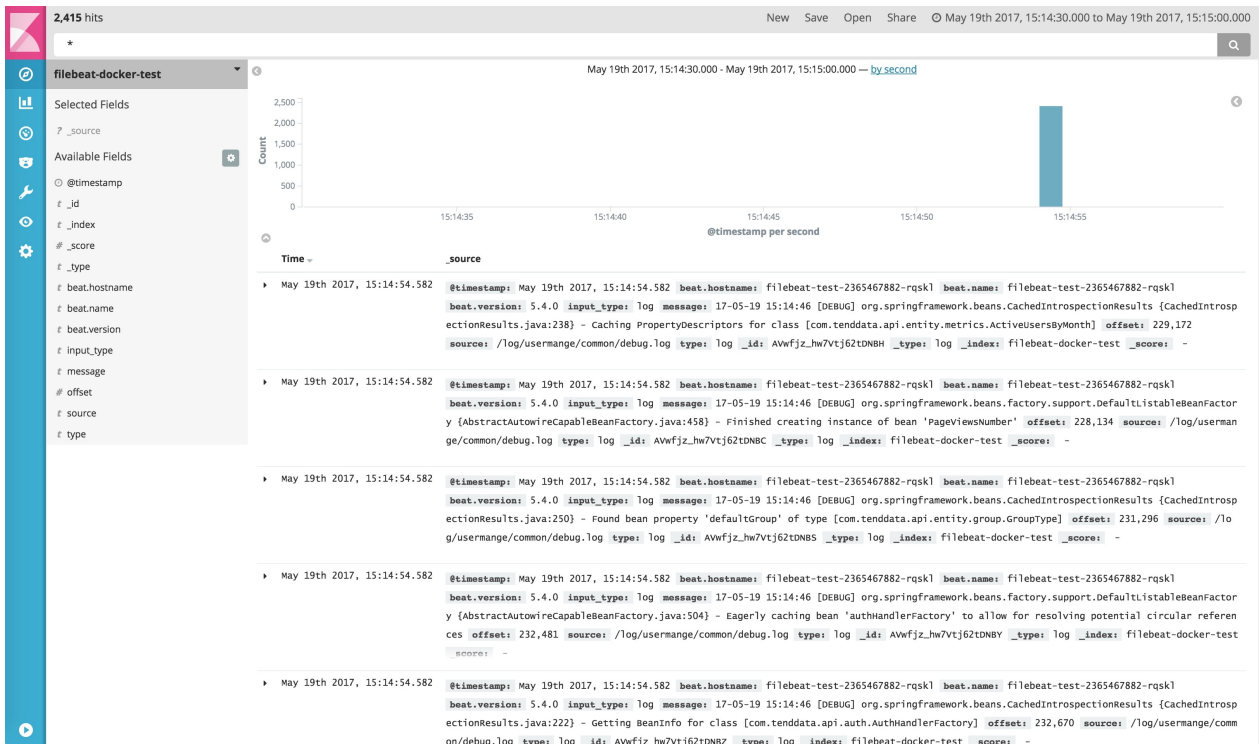 2,415 hits
New Save Open Share May 19th 2017, 15:14:30.000 to May 19th 2017, 15:15:00.000
*
filebeat-docker-test
May 19th 2017, 15:14:30.000 - May 19th 2017, 15:15:00.000 — by second
Selected Fields
? _source
Available Fields
@timestamp
t _id
t _index
# _score
t _type
t beat.hostname
t beat.name
t beat.version
t input_type
t message
# offset
t source
t type
Count
2,500
2,000
1,500
1,000
500
0
15:14:35 15:14:40 15:14:45 15:14:50 15:14:55
@timestamp per second
Time _source
May 19th 2017, 15:14:54.582 @timestamp: May 19th 2017, 15:14:54.582 beat.hostname: filebeat-test-2365467882-rqskl beat.name: filebeat-test-2365467882-rqskl
beat.version: 5.4.0 input_type: log message: 17-05-19 15:14:46 [DEBUG] org.springframework.beans.CachedIntrospectionResults {CachedIntrosp
ectionResults.java:238} - Caching PropertyDescriptors for class [com.tenddata.api.entity.metrics.ActiveUsersByMonth] offset: 229,172
source: /log/usermange/common/debug.log type: log _id: AVwfjz_hw7Vtj62tDNBH _type: log _index: filebeat-docker-test _score: -
May 19th 2017, 15:14:54.582 @timestamp: May 19th 2017, 15:14:54.582 beat.hostname: filebeat-test-2365467882-rqskl beat.name: filebeat-test-2365467882-rqskl
beat.version: 5.4.0 input_type: log message: 17-05-19 15:14:46 [DEBUG] org.springframework.beans.factory.support.DefaultListableBeanFactor
y {AbstractAutowireCapableBeanFactory.java:458} - Finished creating instance of bean 'PageViewsNumber' offset: 228,134 source: /log/userman
ge/common/debug.log type: log _id: AVwfjz_hw7Vtj62tDNBC _type: log _index: filebeat-docker-test _score: -
May 19th 2017, 15:14:54.582 @timestamp: May 19th 2017, 15:14:54.582 beat.hostname: filebeat-test-2365467882-rqskl beat.name: filebeat-test-2365467882-rqskl
beat.version: 5.4.0 input_type: log message: 17-05-19 15:14:46 [DEBUG] org.springframework.beans.CachedIntrospectionResults {CachedIntrosp
ectionResults.java:250} - Found bean property 'defaultGroup' of type [com.tenddata.api.entity.group.GroupType] offset: 231,296 source: /lo
g/usermange/common/debug.log type: log _id: AVwfjz_hw7Vtj62tDNBS _type: log _index: filebeat-docker-test _score: -
May 19th 2017, 15:14:54.582 @timestamp: May 19th 2017, 15:14:54.582 beat.hostname: filebeat-test-2365467882-rqskl beat.name: filebeat-test-2365467882-rqskl
beat.version: 5.4.0 input_type: log message: 17-05-19 15:14:46 [DEBUG] org.springframework.beans.factory.support.DefaultListableBeanFactor
y {AbstractAutowireCapableBeanFactory.java:504} - Eagerly caching bean 'authHandlerFactory' to allow for resolving potential circular referen
ces offset: 232,481 source: /log/usermange/common/debug.log type: log _id: AVwfjz_hw7Vtj62tDNBY _type: log _index: filebeat-docker-test
_score: -
May 19th 2017, 15:14:54.582 @timestamp: May 19th 2017, 15:14:54.582 beat.hostname: filebeat-test-2365467882-rqskl beat.name: filebeat-test-2365467882-rqskl
beat.version: 5.4.0 input_type: log message: 17-05-19 15:14:46 [DEBUG] org.springframework.beans.CachedIntrospectionResults {CachedIntrosp
ectionResults.java:222} - Getting BeanInfo for class [com.tenddata.api.auth.AuthHandlerFactory] offset: 232,670 source: /log/usermange/comm
on/debug.log type: log _id: AVwfjz_hw7Vtj62tDNBZ _type: log _index: filebeat-docker-test _score: -